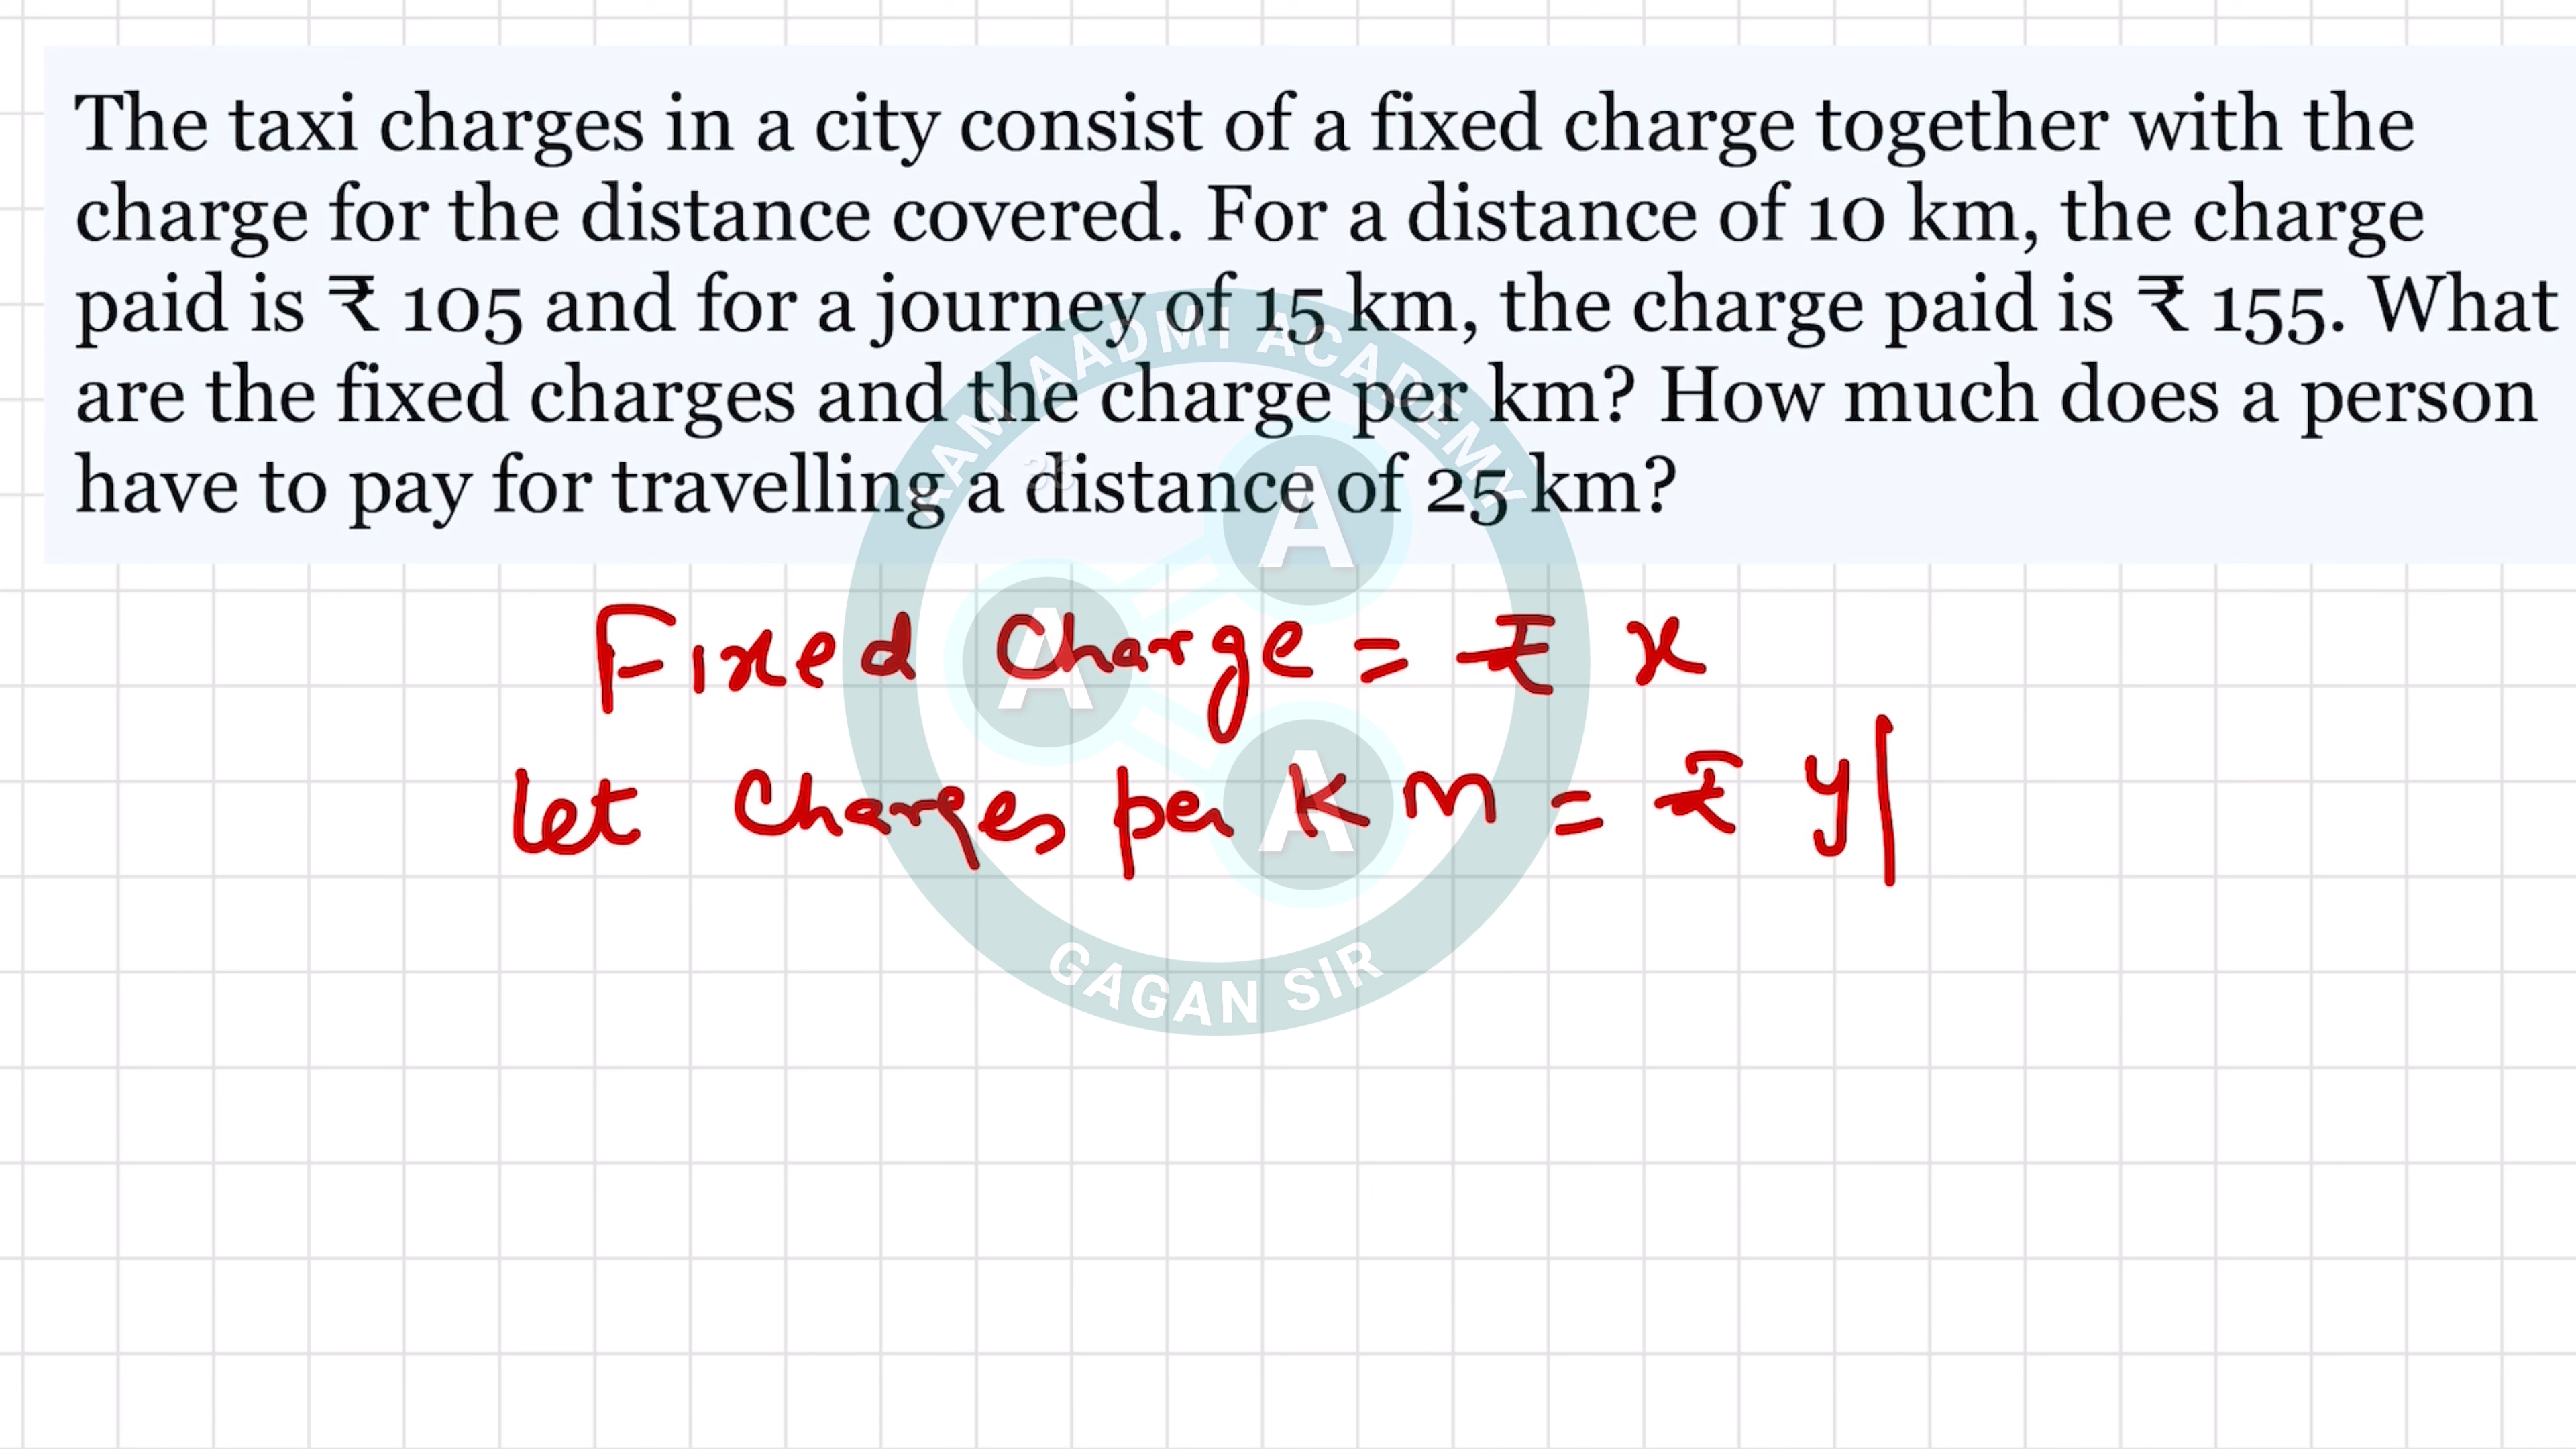 The taxi charges in a city consist of a fixed charge together with the
charge for the distance covered. For a distance of 10 km, the charge
paid is ₹ 105 and for a journey of 15 km, the charge paid is ₹ 155. What
are the fixed charges and the charge per km? How much does a person
have to pay for travelling a distance of 25 km?
AAM AADMI ACADEMY
A
A
A
GAGAN SIR
Fixed Charge = ₹ x
let Charges per KM = ₹ y